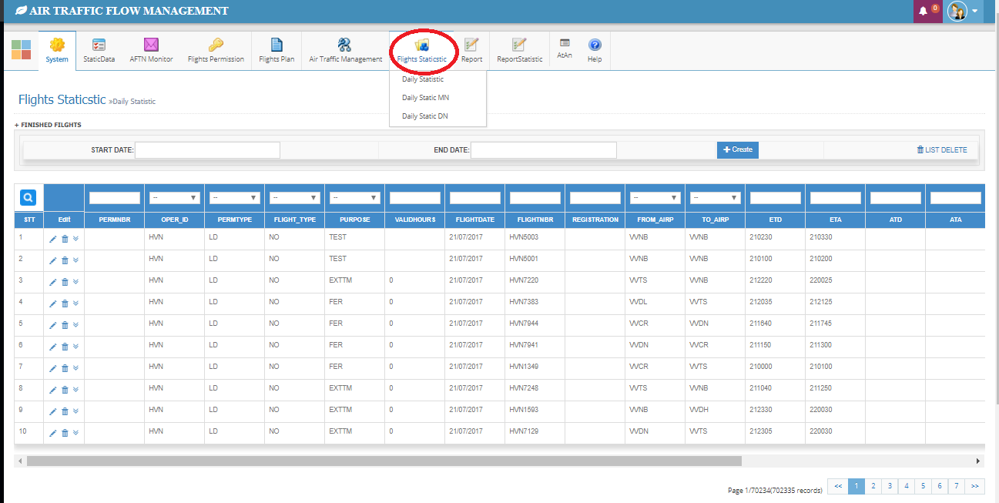 AIR TRAFFIC FLOW MANAGEMENT 0
System StaticData AFTN Monitor Flights Permission Flights Plan Air Traffic Management Flights Staticstic Report ReportStatistic AtAn Help
Daily Statistic
Daily Static MN
Daily Static DN
Flights Staticstic »Daily Statistic
+ FINISHED FILGHTS
START DATE: END DATE: + Create LIST DELETE
-- -- -- -- -- --
STT Edit PERMNBR OPER_ID PERMTYPE FLIGHT_TYPE PURPOSE VALIDHOURS FLIGHTDATE FLIGHTNBR REGISTRATION FROM_AIRP TO_AIRP ETD ETA ATD ATA
1 HVN LD NO TEST 21/07/2017 HVN5003 VVNB VVNB 210230 210330
2 HVN LD NO TEST 21/07/2017 HVN5001 VVNB VVNB 210100 210200
3 HVN LD NO EXTTM 0 21/07/2017 HVN7220 VVTS VVNB 212220 220025
4 HVN LD NO FER 0 21/07/2017 HVN7383 VVDL VVTS 212035 212125
5 HVN LD NO FER 0 21/07/2017 HVN7944 VVCR VVDN 211640 211745
6 HVN LD NO FER 0 21/07/2017 HVN7941 VVDN VVCR 211150 211300
7 HVN LD NO FER 0 21/07/2017 HVN1349 VVCR VVTS 210000 210100
8 HVN LD NO EXTTM 0 21/07/2017 HVN7248 VVTS VVNB 211040 211250
9 HVN LD NO EXTTM 0 21/07/2017 HVN1593 VVNB VVDH 212330 220030
10 HVN LD NO EXTTM 0 21/07/2017 HVN7129 VVDN VVTS 212305 220030
Page 1/70234(702335 records) << 1 2 3 4 5 6 7 >>